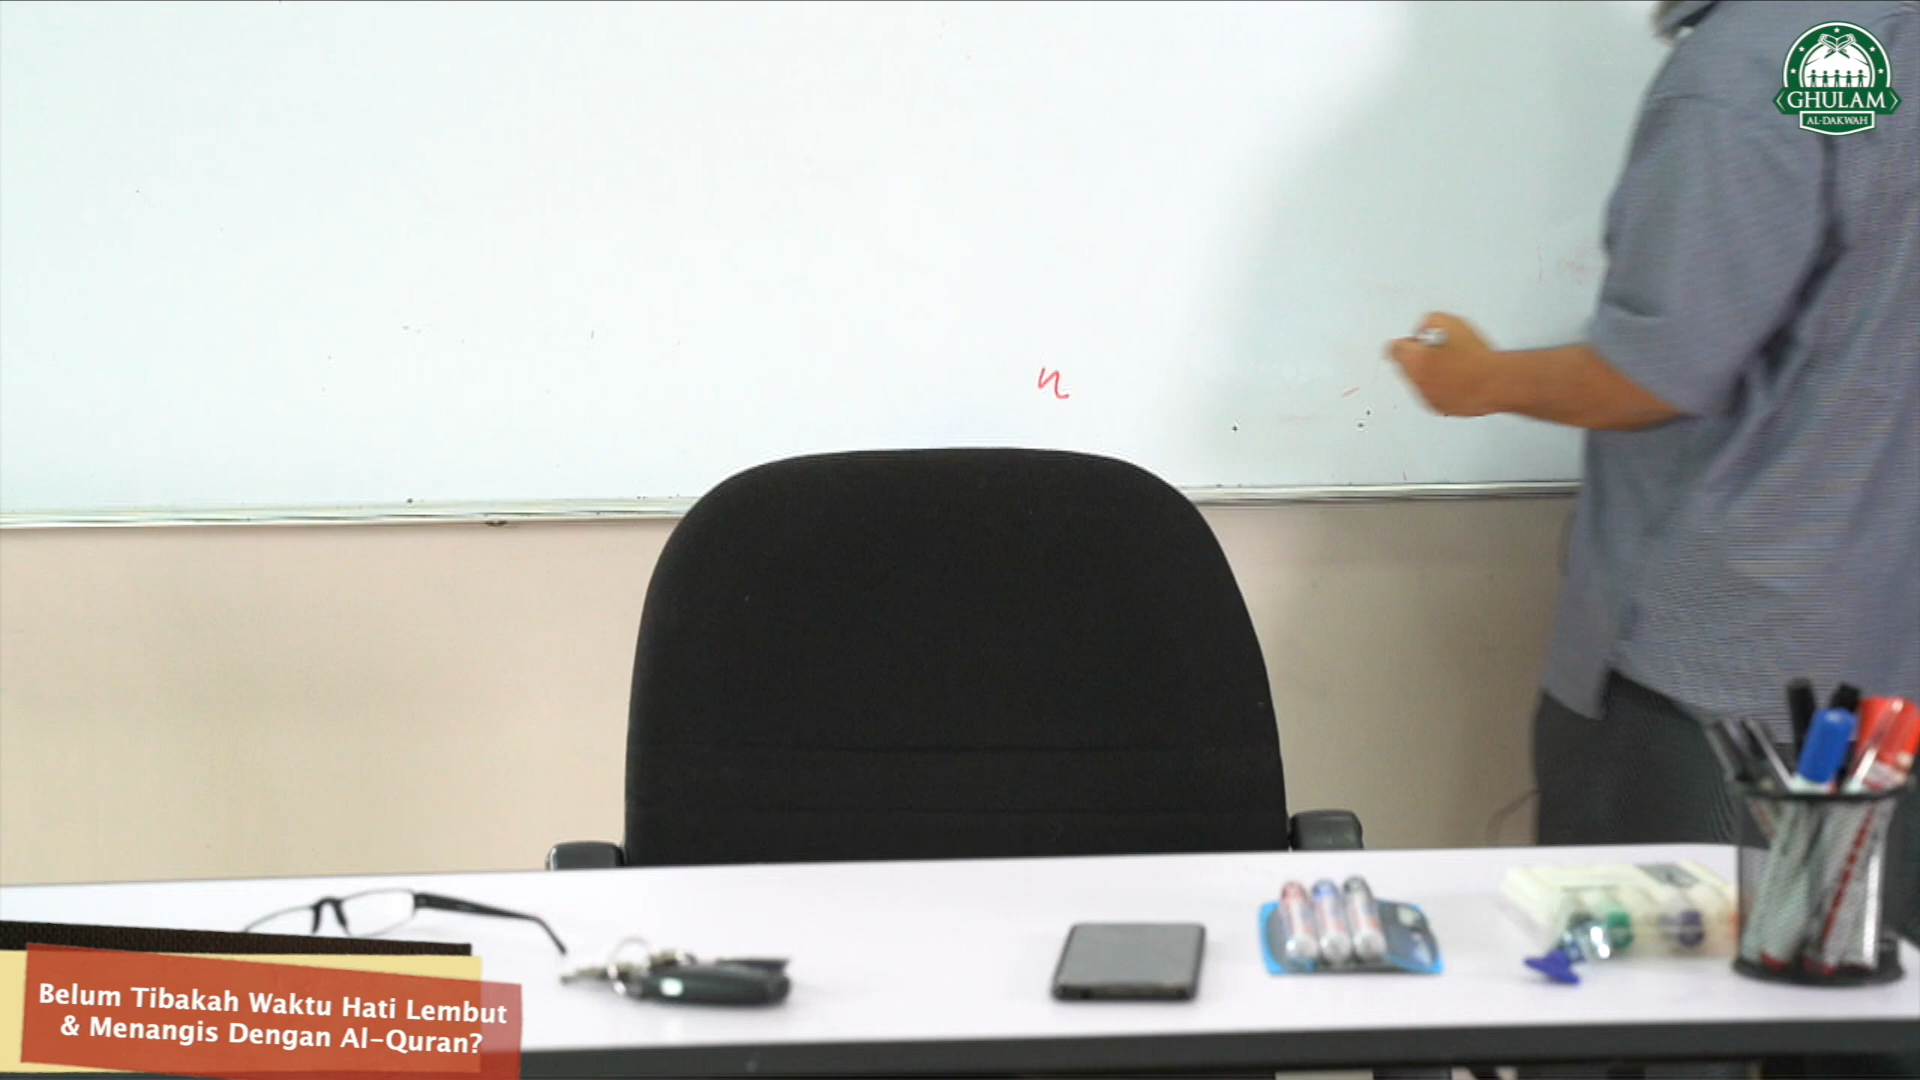 GHULAM
AL-DAKWAH
n
Belum Tibakah Waktu Hati Lembut
& Menangis Dengan Al-Quran?